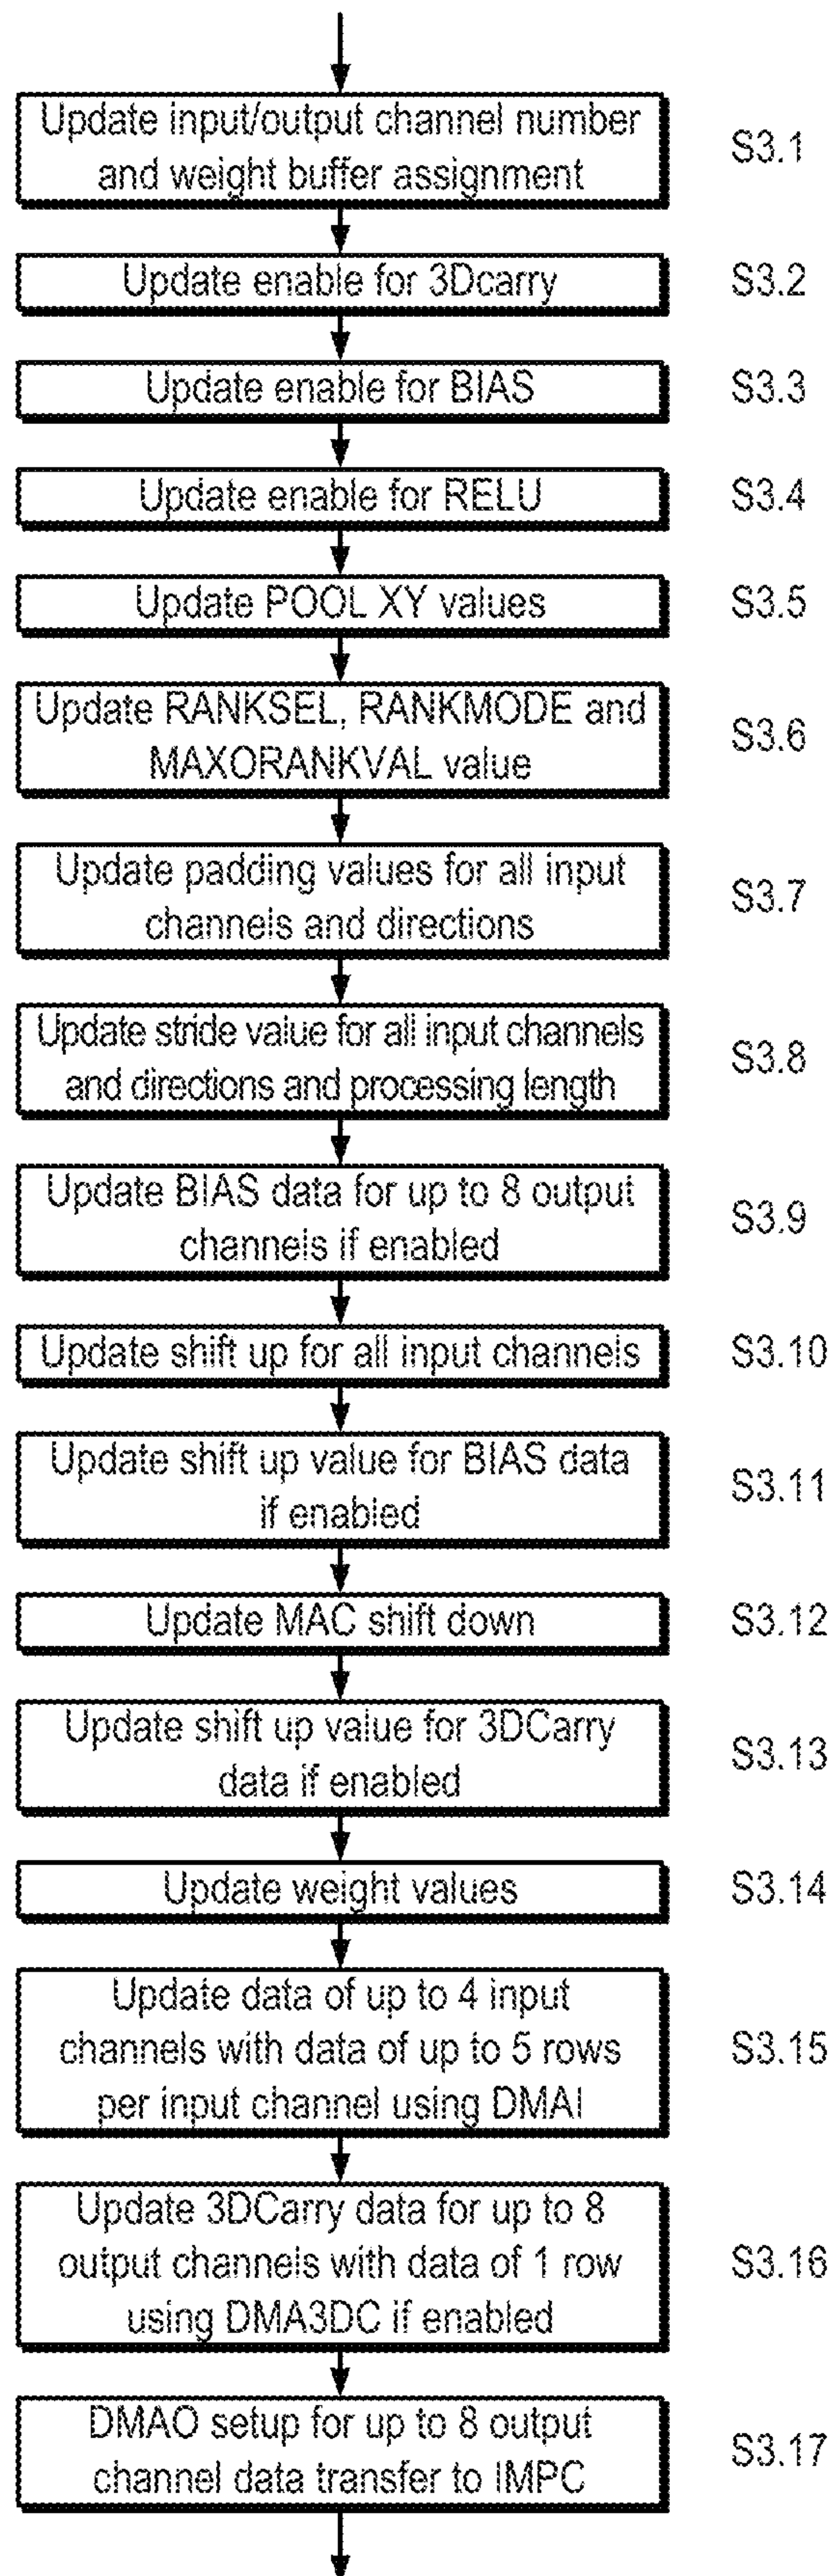 Update input/output channel number
and weight buffer assignment
S3.1
Update enable for 3Dcarry
S3.2
Update enable for BIAS
S3.3
Update enable for RELU
S3.4
Update POOL XY values
S3.5
Update RANKSEL, RANKMODE and
MAXORANKVAL value
S3.6
Update padding values for all input
channels and directions
S3.7
Update stride value for all input channels
and directions and processing length
S3.8
Update BIAS data for up to 8 output
channels if enabled
S3.9
Update shift up for all input channels
S3.10
Update shift up value for BIAS data
if enabled
S3.11
Update MAC shift down
S3.12
Update shift up value for 3DCarry
data if enabled
S3.13
Update weight values
S3.14
Update data of up to 4 input
channels with data of up to 5 rows
per input channel using DMAI
S3.15
Update 3DCarry data for up to 8
output channels with data of 1 row
using DMA3DC if enabled
S3.16
DMAO setup for up to 8 output
channel data transfer to IMPC
S3.17